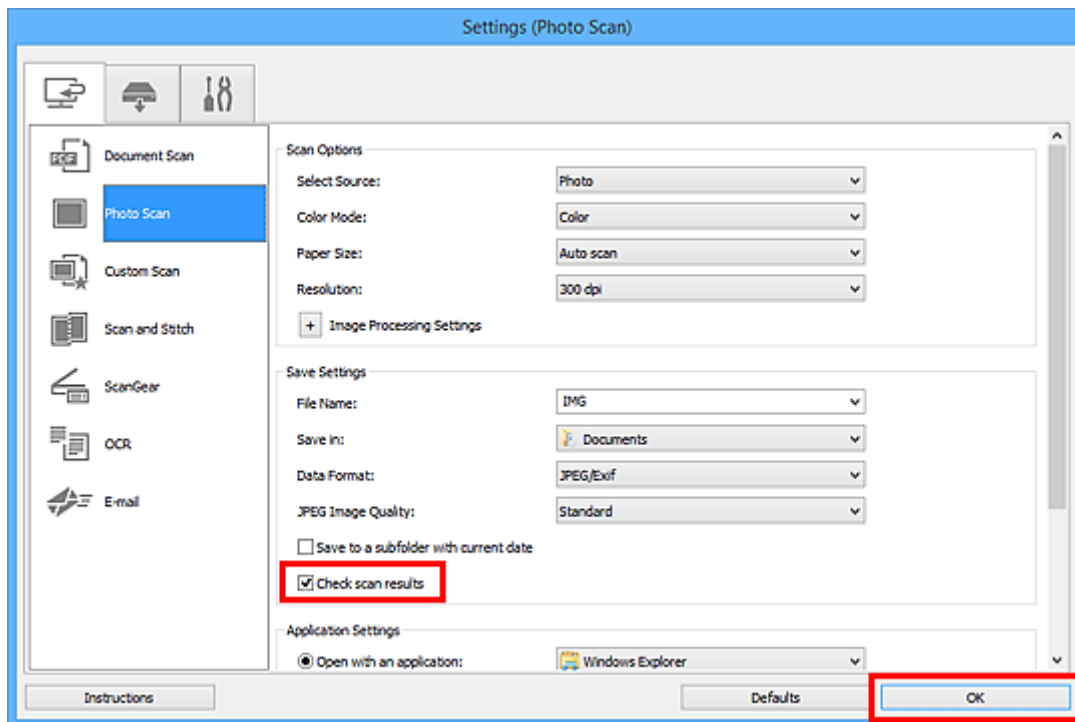 Settings (Photo Scan)
PDF
Document Scan
Photo Scan
Custom Scan
Scan and Stitch
ScanGear
OCR
E-mail
Scan Options
Select Source: Photo
Color Mode: Color
Paper Size: Auto scan
Resolution: 300 dpi
+ Image Processing Settings
Save Settings
File Name: IMG
Save in: Documents
Data Format: JPEG/Exif
JPEG Image Quality: Standard
Save to a subfolder with current date
Check scan results
Application Settings
Open with an application: Windows Explorer
Instructions Defaults OK